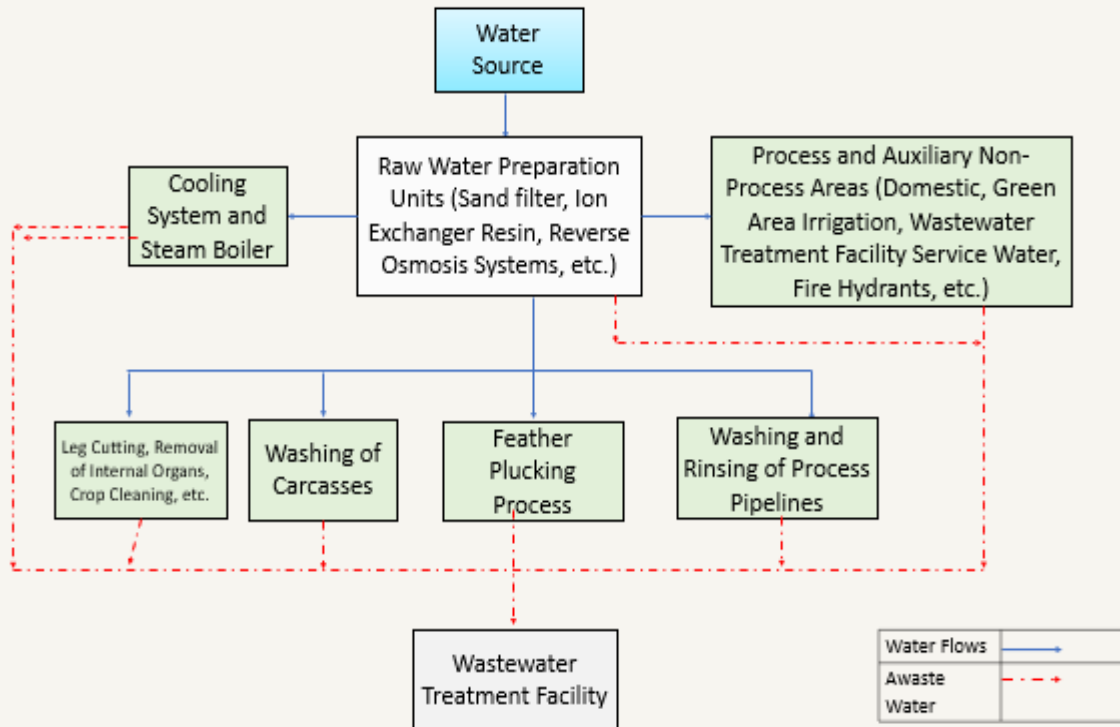 Water
Source
Raw Water Preparation
Units (Sand filter, Ion
Exchanger Resin, Reverse
Osmosis Systems, etc.)
Cooling
System and
Steam Boiler
Process and Auxiliary Non-
Process Areas (Domestic, Green
Area Irrigation, Wastewater
Treatment Facility Service Water,
Fire Hydrants, etc.)
Leg Cutting, Removal
of Internal Organs,
Crop Cleaning, etc.
Washing of
Carcasses
Feather
Plucking
Process
Washing and
Rinsing of Process
Pipelines
Wastewater
Treatment Facility
Water Flows
Awaste
Water